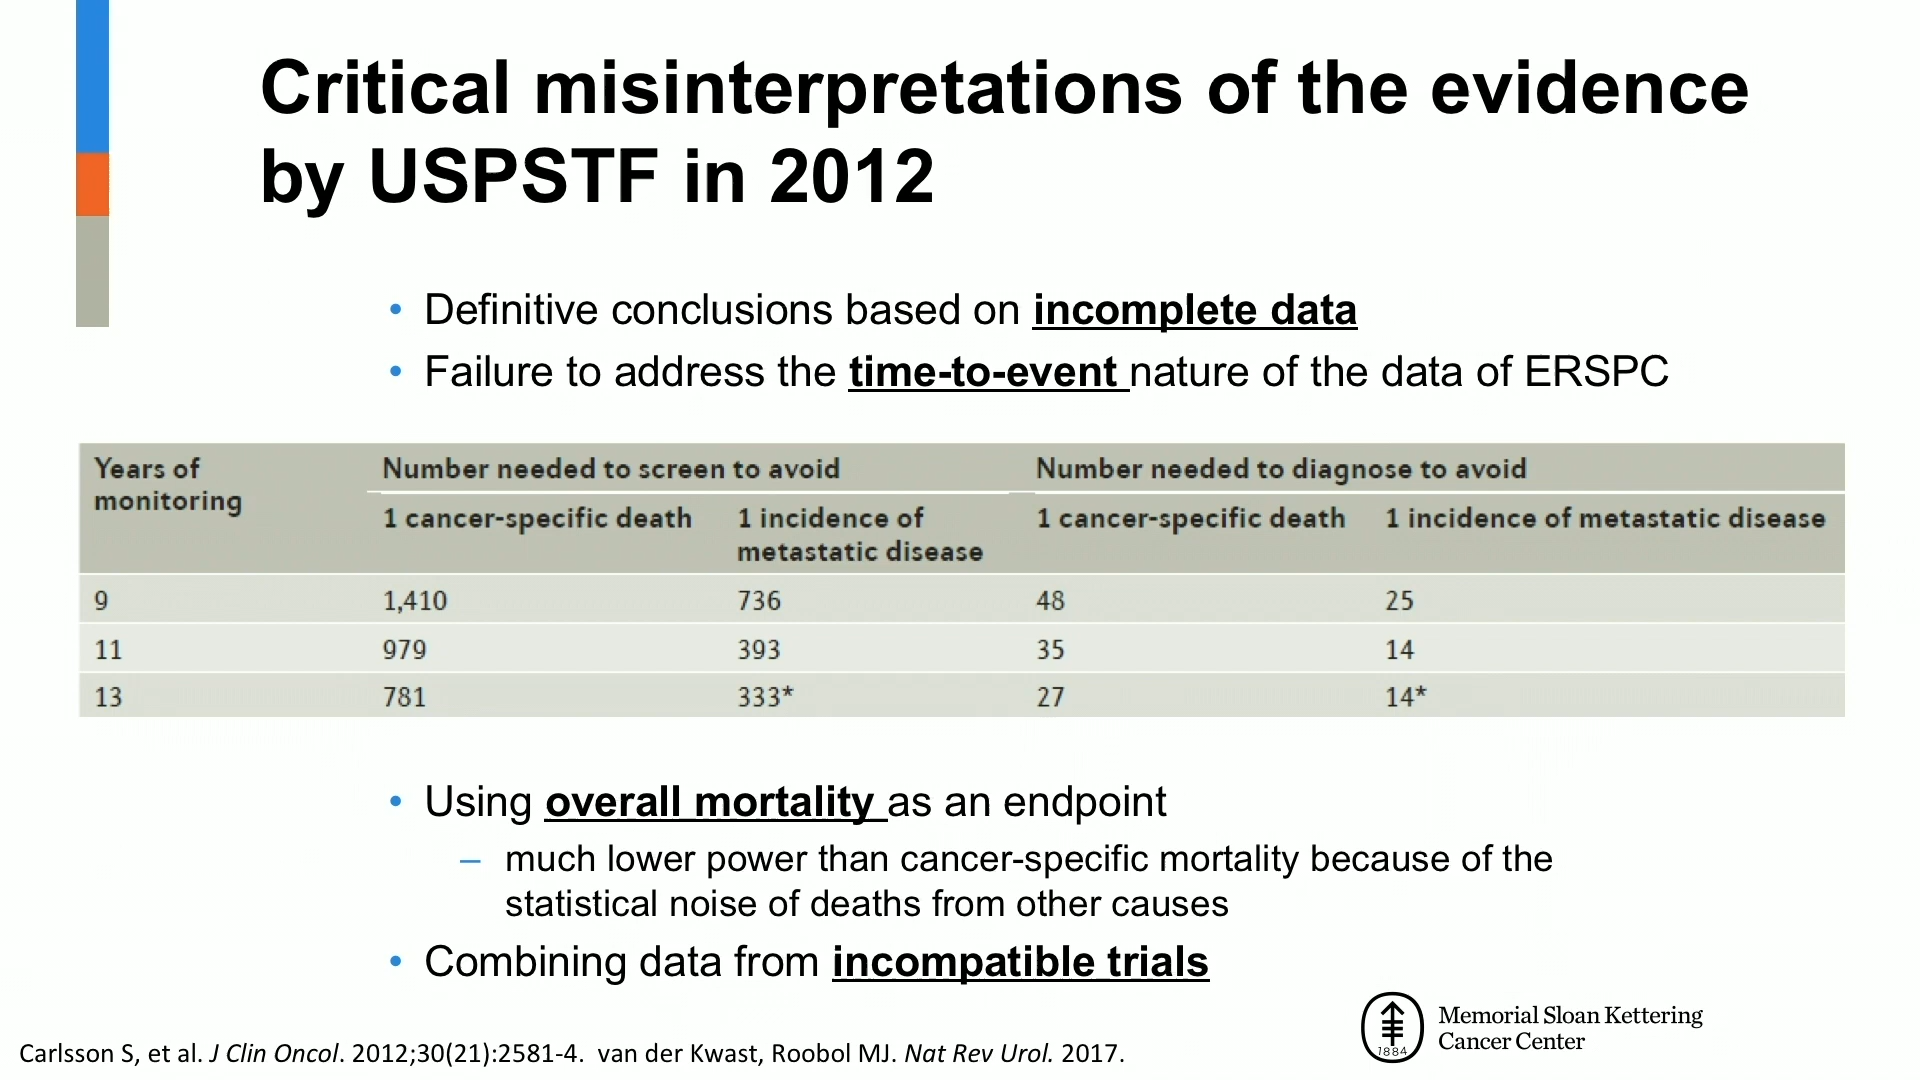 Critical misinterpretations of the evidence
by USPSTF in 2012
• Definitive conclusions based on incomplete data
• Failure to address the time-to-event nature of the data of ERSPC
Years of monitoring | Number needed to screen to avoid | Number needed to diagnose to avoid
1 cancer-specific death | 1 incidence of metastatic disease | 1 cancer-specific death | 1 incidence of metastatic disease
9 | 1,410 | 736 | 48 | 25
11 | 979 | 393 | 35 | 14
13 | 781 | 333* | 27 | 14*
• Using overall mortality as an endpoint
– much lower power than cancer-specific mortality because of the
statistical noise of deaths from other causes
• Combining data from incompatible trials
1884
Memorial Sloan Kettering
Cancer Center
Carlsson S, et al. J Clin Oncol. 2012;30(21):2581-4. van der Kwast, Roobol MJ. Nat Rev Urol. 2017.